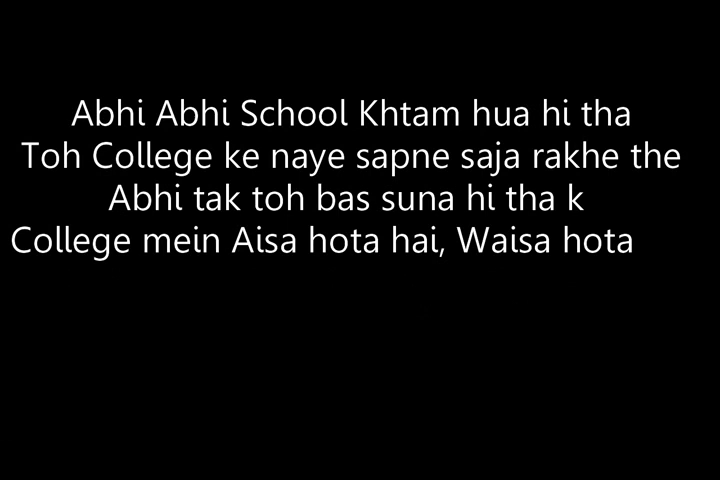 Abhi Abhi School Khtam hua hi tha
Toh College ke naye sapne saja rakhe the
Abhi tak toh bas suna hi tha k
College mein Aisa hota hai, Waisa hota